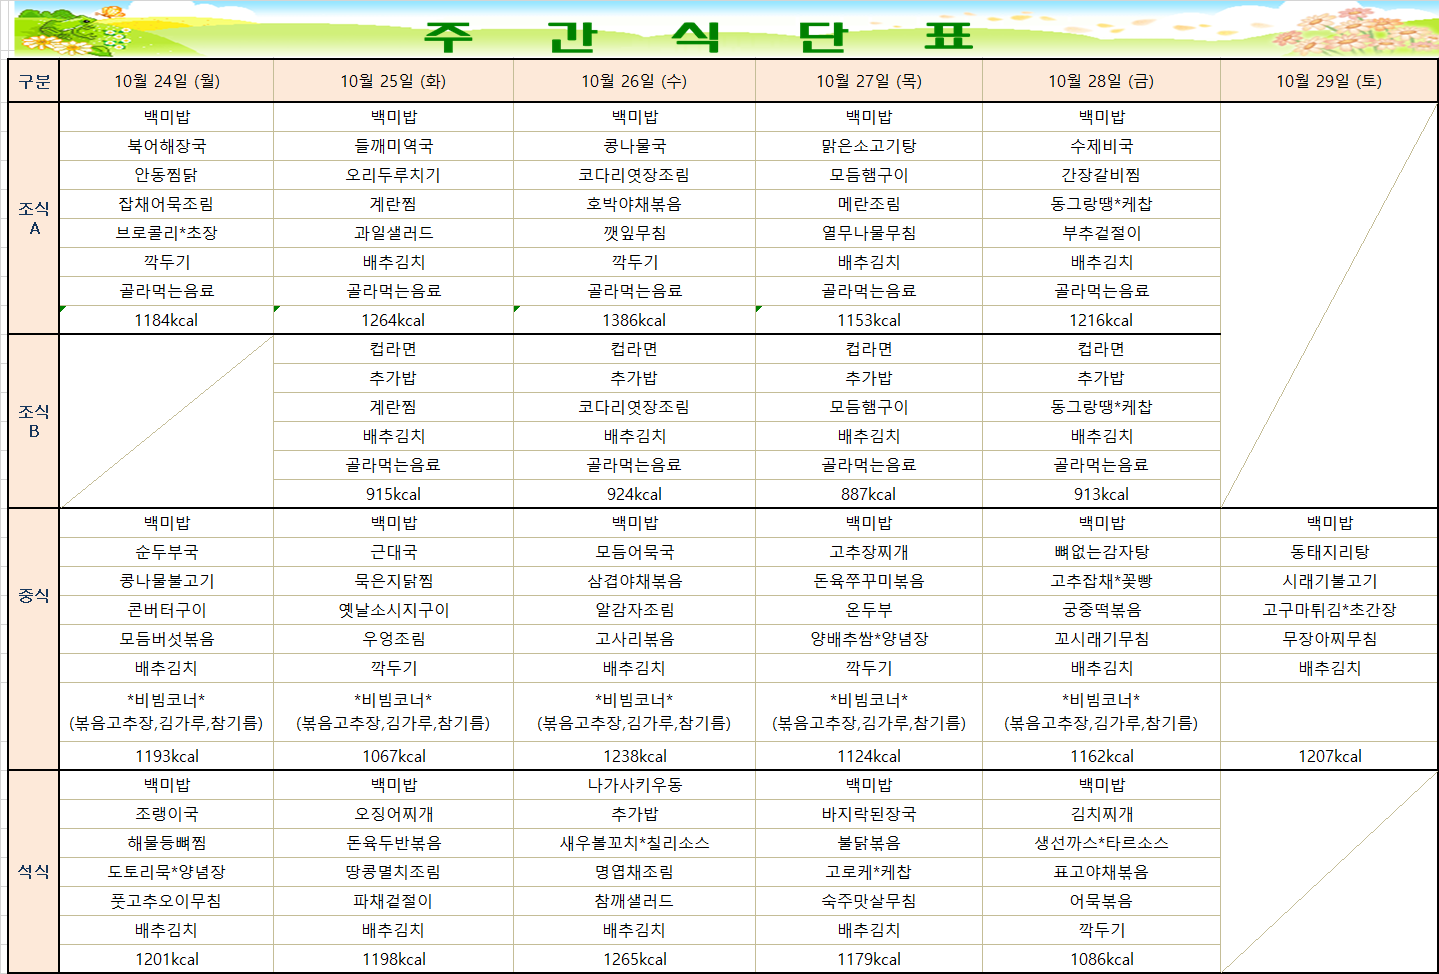 주 간 식 단 표
구분 10월 24일 (월) 10월 25일 (화) 10월 26일 (수) 10월 27일 (목) 10월 28일 (금) 10월 29일 (토)
조식 A
백미밥 백미밥 백미밥 백미밥 백미밥
북어해장국 들깨미역국 콩나물국 맑은소고기탕 수제비국
안동찜닭 오리두루치기 코다리엿장조림 모듬햄구이 간장갈비찜
잡채어묵조림 계란찜 호박야채볶음 메란조림 동그랑땡*케찹
브로콜리*초장 과일샐러드 깻잎무침 열무나물무침 부추겉절이
깍두기 배추김치 깍두기 배추김치 배추김치
골라먹는음료 골라먹는음료 골라먹는음료 골라먹는음료 골라먹는음료
1184kcal 1264kcal 1386kcal 1153kcal 1216kcal
조식 B
컵라면 컵라면 컵라면 컵라면
추가밥 추가밥 추가밥 추가밥
계란찜 코다리엿장조림 모듬햄구이 동그랑땡*케찹
배추김치 배추김치 배추김치 배추김치
골라먹는음료 골라먹는음료 골라먹는음료 골라먹는음료
915kcal 924kcal 887kcal 913kcal
중식
백미밥 백미밥 백미밥 백미밥 백미밥 백미밥
순두부국 근대국 모듬어묵국 고추장찌개 뼈없는감자탕 동태지리탕
콩나물불고기 묵은지닭찜 삼겹야채볶음 돈육쭈꾸미볶음 고추잡채*꽃빵 시래기불고기
콘버터구이 옛날소시지구이 알감자조림 온두부 궁중떡볶음 고구마튀김*초간장
모듬버섯볶음 우엉조림 고사리볶음 양배추쌈*양념장 꼬시래기무침 무장아찌무침
배추김치 깍두기 배추김치 깍두기 배추김치 배추김치
*비빔코너* *비빔코너* *비빔코너* *비빔코너* *비빔코너*
(볶음고추장,김가루,참기름) (볶음고추장,김가루,참기름) (볶음고추장,김가루,참기름) (볶음고추장,김가루,참기름) (볶음고추장,김가루,참기름)
1193kcal 1067kcal 1238kcal 1124kcal 1162kcal 1207kcal
석식
백미밥 백미밥 나가사키우동 백미밥 백미밥
조랭이국 오징어찌개 추가밥 바지락된장국 김치찌개
해물등뼈찜 돈육두반볶음 새우볼꼬치*칠리소스 불닭볶음 생선까스*타르소스
도토리묵*양념장 땅콩멸치조림 명엽채조림 고로케*케찹 표고야채볶음
풋고추오이무침 파채겉절이 참깨샐러드 숙주맛살무침 어묵볶음
배추김치 배추김치 배추김치 배추김치 깍두기
1201kcal 1198kcal 1265kcal 1179kcal 1086kcal